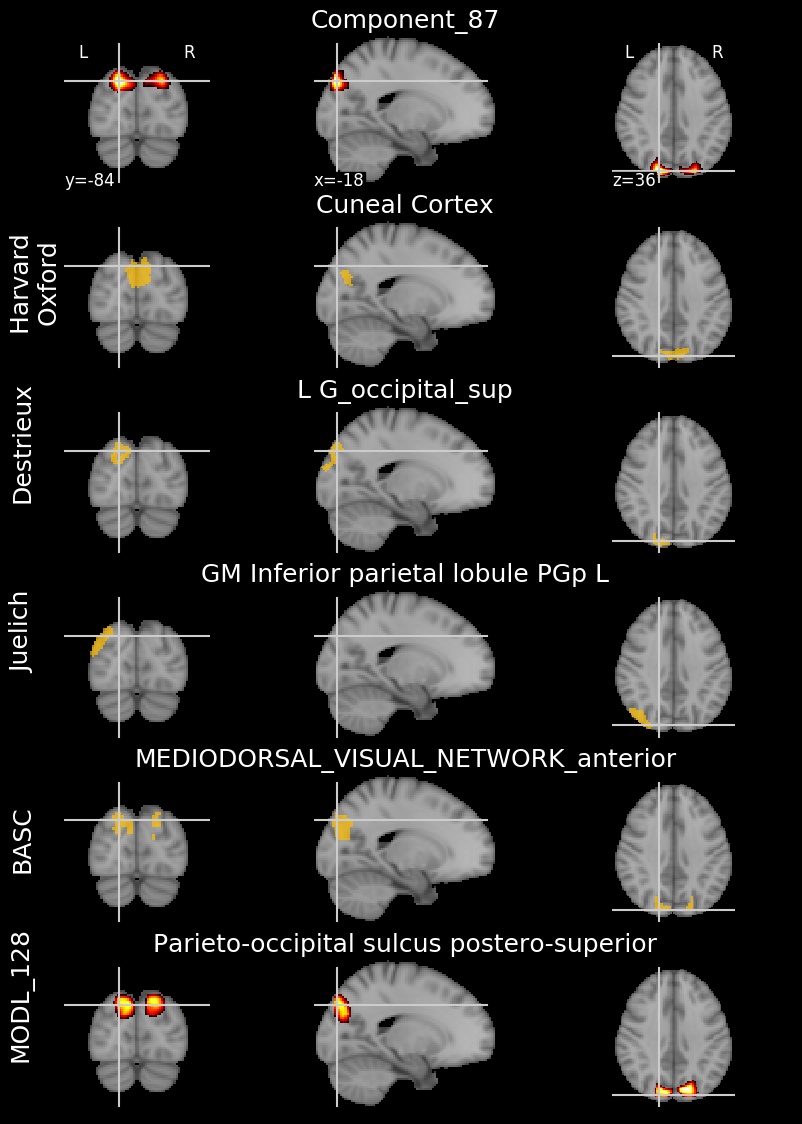 Component_87
L R L R
y=-84 x=-18 z=36
Cuneal Cortex
Harvard
Oxford
L G_occipital_sup
Destrieux
GM Inferior parietal lobule PGp L
Juelich
MEDIODORSAL_VISUAL_NETWORK_anterior
BASC
Parieto-occipital sulcus postero-superior
MODL_128